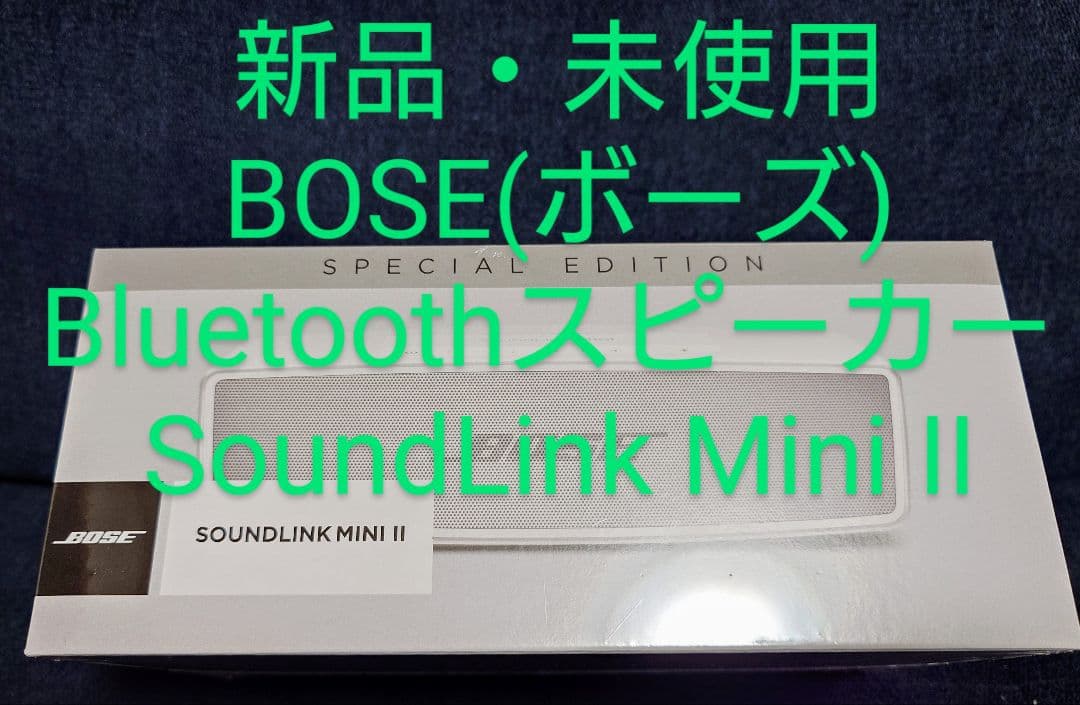 新品・未使用
BOSE(ボーズ)
SPECIAL EDITION
Bluetoothスピーカー
SoundLink Mini II
BOSE
SOUNDLINK MINI II